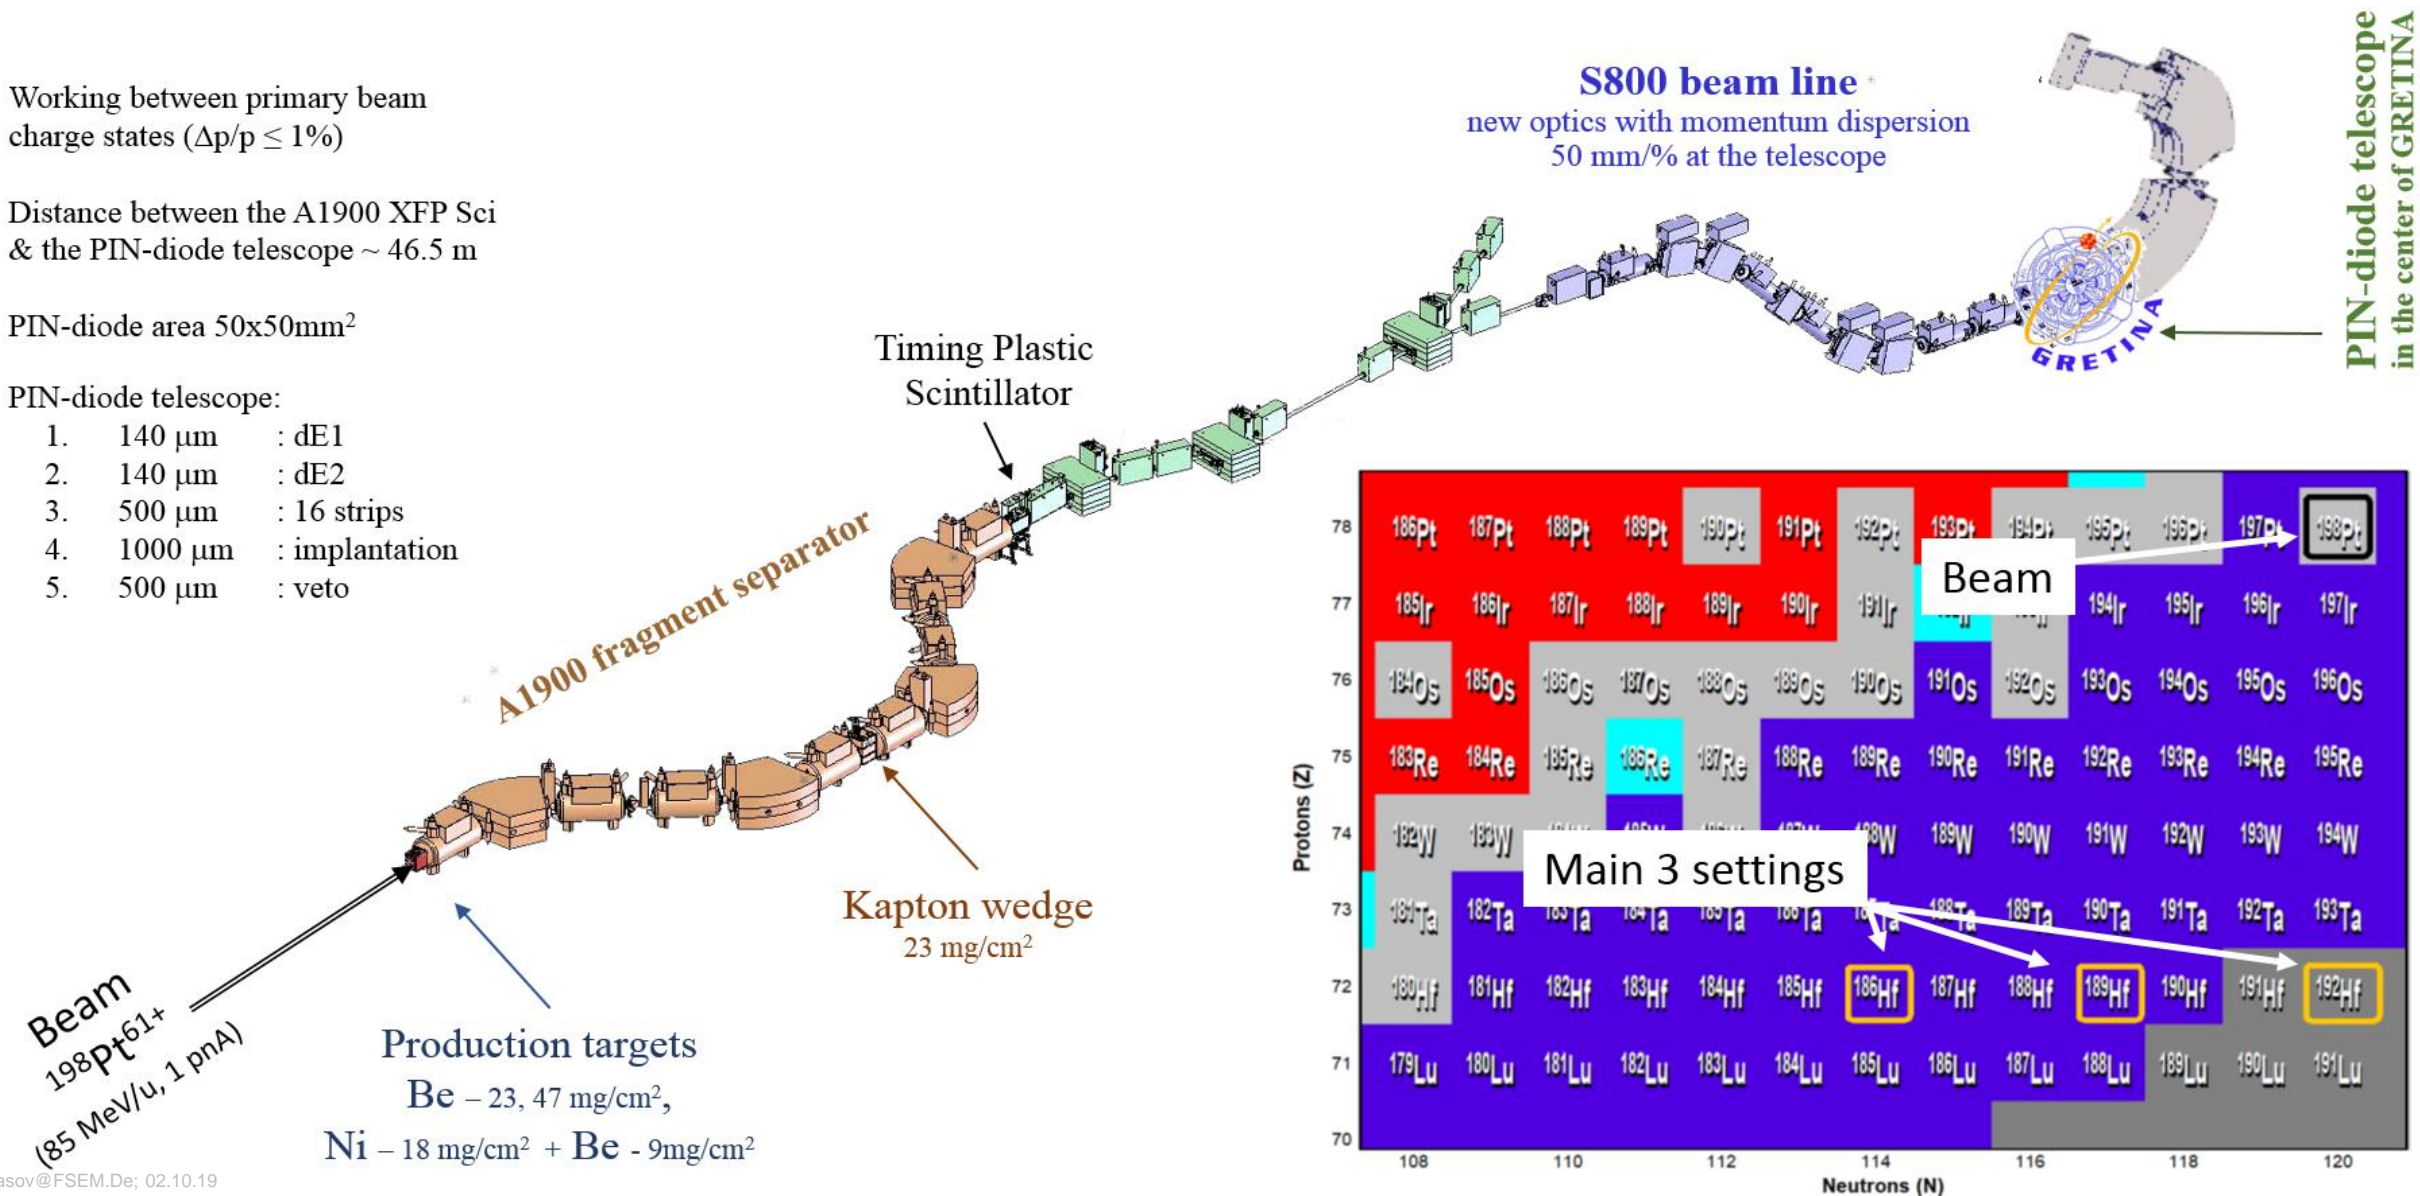 Working between primary beam
charge states (Δp/p ≤ 1%)
Distance between the A1900 XFP Sci
& the PIN-diode telescope ~ 46.5 m
PIN-diode area 50x50mm²
PIN-diode telescope:
1. 140 μm : dE1
2. 140 μm : dE2
3. 500 μm : 16 strips
4. 1000 μm : implantation
5. 500 μm : veto
S800 beam line
new optics with momentum dispersion
50 mm/% at the telescope
PIN-diode telescope
in the center of GRETINA
GRETINA
Timing Plastic
Scintillator
A1900 fragment separator
Kapton wedge
23 mg/cm²
Beam
¹⁹⁸Pt⁶¹⁺
(85 MeV/u, 1 pnA)
Production targets
Be – 23, 47 mg/cm²,
Ni – 18 mg/cm² + Be - 9mg/cm²
asov@FSEM.De; 02.10.19
Protons (Z)
78 ¹⁸⁶Pt ¹⁸⁷Pt ¹⁸⁸Pt ¹⁸⁹Pt ¹⁹⁰Pt ¹⁹¹Pt ¹⁹²Pt ¹⁹³Pt ¹⁹⁴Pt ¹⁹⁵Pt ¹⁹⁶Pt ¹⁹⁷Pt ¹⁹⁸Pt
Beam
77 ¹⁸⁵Ir ¹⁸⁶Ir ¹⁸⁷Ir ¹⁸⁸Ir ¹⁸⁹Ir ¹⁹⁰Ir ¹⁹¹Ir ¹⁹⁴Ir ¹⁹⁵Ir ¹⁹⁶Ir ¹⁹⁷Ir
76 ¹⁸⁴Os ¹⁸⁵Os ¹⁸⁶Os ¹⁸⁷Os ¹⁸⁸Os ¹⁸⁹Os ¹⁹⁰Os ¹⁹¹Os ¹⁹²Os ¹⁹³Os ¹⁹⁴Os ¹⁹⁵Os ¹⁹⁶Os
75 ¹⁸³Re ¹⁸⁴Re ¹⁸⁵Re ¹⁸⁶Re ¹⁸⁷Re ¹⁸⁸Re ¹⁸⁹Re ¹⁹⁰Re ¹⁹¹Re ¹⁹²Re ¹⁹³Re ¹⁹⁴Re ¹⁹⁵Re
74 ¹⁸²W ¹⁸³W ¹⁸⁹W ¹⁹⁰W ¹⁹¹W ¹⁹²W ¹⁹³W ¹⁹⁴W
Main 3 settings
73 ¹⁸¹Ta ¹⁸²Ta ¹⁸³Ta ¹⁸⁴Ta ¹⁸⁵Ta ¹⁸⁶Ta ¹⁸⁸Ta ¹⁸⁹Ta ¹⁹⁰Ta ¹⁹¹Ta ¹⁹²Ta ¹⁹³Ta
72 ¹⁸⁰Hf ¹⁸¹Hf ¹⁸²Hf ¹⁸³Hf ¹⁸⁴Hf ¹⁸⁵Hf ¹⁸⁶Hf ¹⁸⁷Hf ¹⁸⁸Hf ¹⁸⁹Hf ¹⁹⁰Hf ¹⁹¹Hf ¹⁹²Hf
71 ¹⁷⁹Lu ¹⁸⁰Lu ¹⁸¹Lu ¹⁸²Lu ¹⁸³Lu ¹⁸⁴Lu ¹⁸⁵Lu ¹⁸⁶Lu ¹⁸⁷Lu ¹⁸⁸Lu ¹⁸⁹Lu ¹⁹⁰Lu ¹⁹¹Lu
70
108 110 112 114 116 118 120
Neutrons (N)